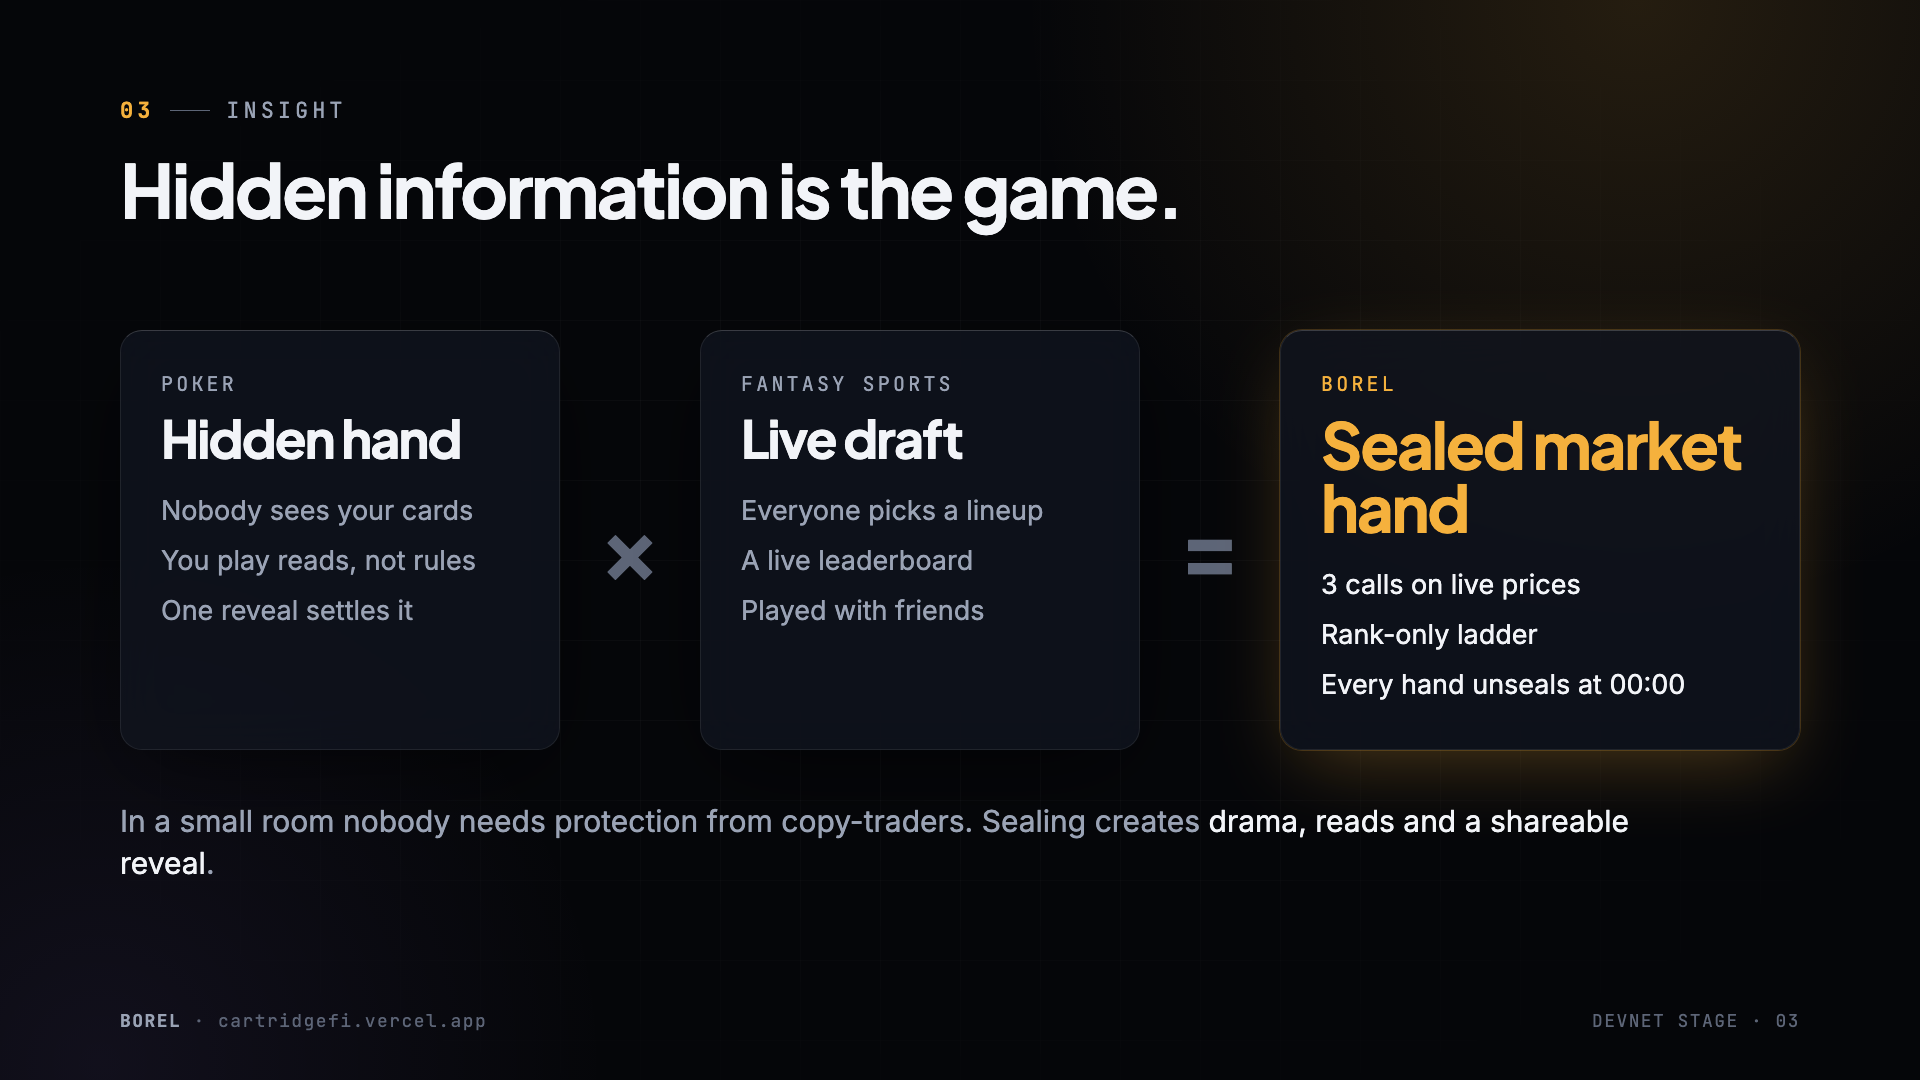 03 — INSIGHT
Hidden information is the game.
POKER
Hidden hand
Nobody sees your cards
You play reads, not rules
One reveal settles it
×
FANTASY SPORTS
Live draft
Everyone picks a lineup
A live leaderboard
Played with friends
=
BOREL
Sealed market
hand
3 calls on live prices
Rank-only ladder
Every hand unseals at 00:00
In a small room nobody needs protection from copy-traders. Sealing creates drama, reads and a shareable
reveal.
BOREL · cartridgefi.vercel.app
DEVNET STAGE · 03